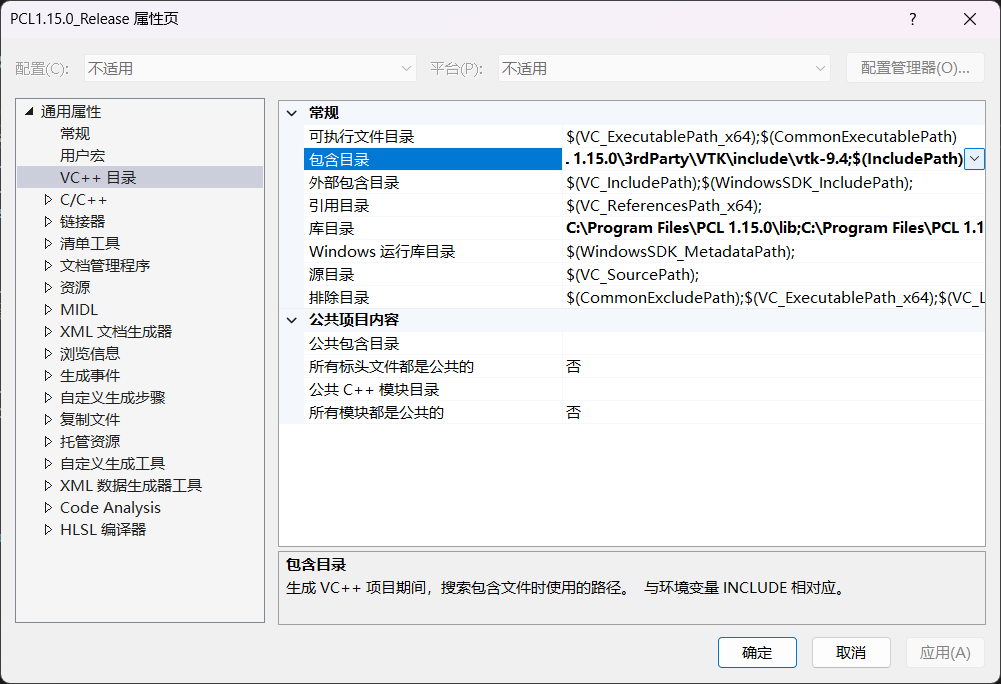 PCL1.15.0_Release 属性页
配置(C): 不适用 平台(P): 不适用 配置管理器(O)...
通用属性
常规
用户宏
VC++ 目录
C/C++
链接器
清单工具
文档管理程序
资源
MIDL
XML 文档生成器
浏览信息
生成事件
自定义生成步骤
复制文件
托管资源
自定义生成工具
XML 数据生成器工具
Code Analysis
HLSL 编译器
常规
可执行文件目录 $(VC_ExecutablePath_x64);$(CommonExecutablePath)
包含目录 . 1.15.0\3rdParty\VTK\include\vtk-9.4;$(IncludePath)
外部包含目录 $(VC_IncludePath);$(WindowsSDK_IncludePath);
引用目录 $(VC_ReferencesPath_x64);
库目录 C:\Program Files\PCL 1.15.0\lib;C:\Program Files\PCL 1.1
Windows 运行库目录 $(WindowsSDK_MetadataPath);
源目录 $(VC_SourcePath);
排除目录 $(CommonExcludePath);$(VC_ExecutablePath_x64);$(VC_L
公共项目内容
公共包含目录
所有标头文件都是公共的 否
公共 C++ 模块目录
所有模块都是公共的 否
包含目录
生成 VC++ 项目期间，搜索包含文件时使用的路径。 与环境变量 INCLUDE 相对应。
确定 取消 应用(A)